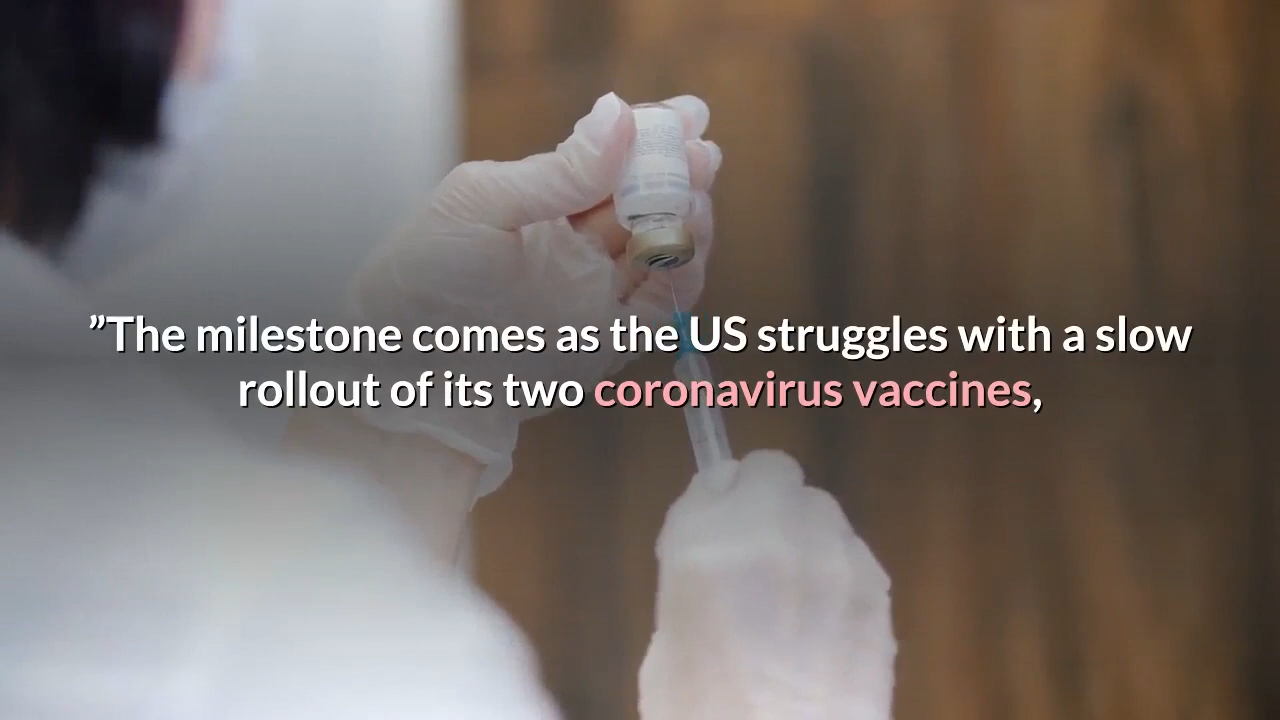 ”The milestone comes as the US struggles with a slow
rollout of its two coronavirus vaccines,